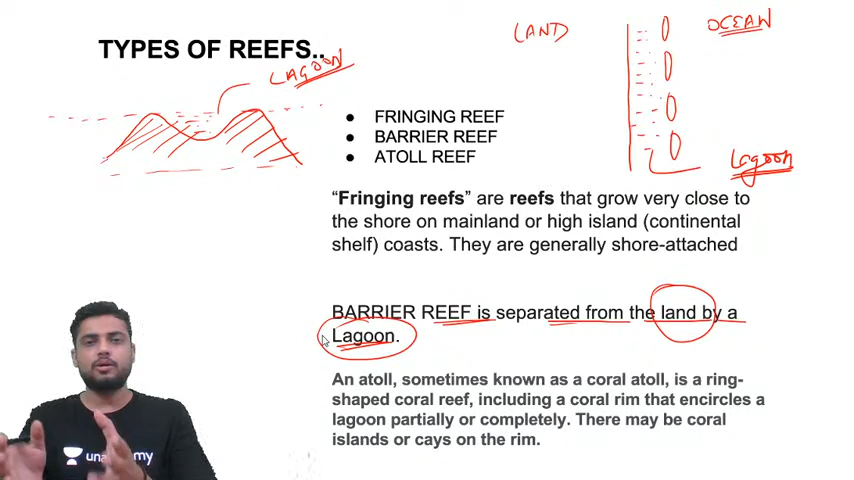 LAND
OCEAN
TYPES OF REEFS..
LAGOON
● FRINGING REEF
● BARRIER REEF
● ATOLL REEF
Lagoon
“Fringing reefs” are reefs that grow very close to
the shore on mainland or high island (continental
shelf) coasts. They are generally shore-attached
BARRIER REEF is separated from the land by a
Lagoon.
An atoll, sometimes known as a coral atoll, is a ring-
shaped coral reef, including a coral rim that encircles a
lagoon partially or completely. There may be coral
islands or cays on the rim.